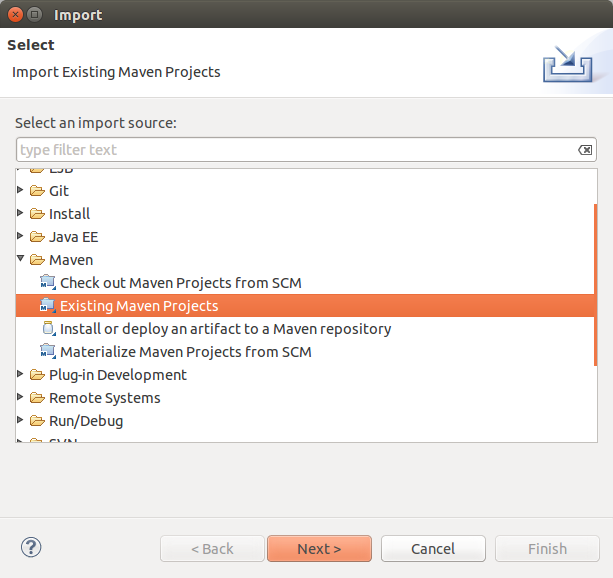 Import
Select
Import Existing Maven Projects
Select an import source:
type filter text
EJB
Git
Install
Java EE
Maven
Check out Maven Projects from SCM
Existing Maven Projects
Install or deploy an artifact to a Maven repository
Materialize Maven Projects from SCM
Plug-in Development
Remote Systems
Run/Debug
SVN
< Back
Next >
Cancel
Finish